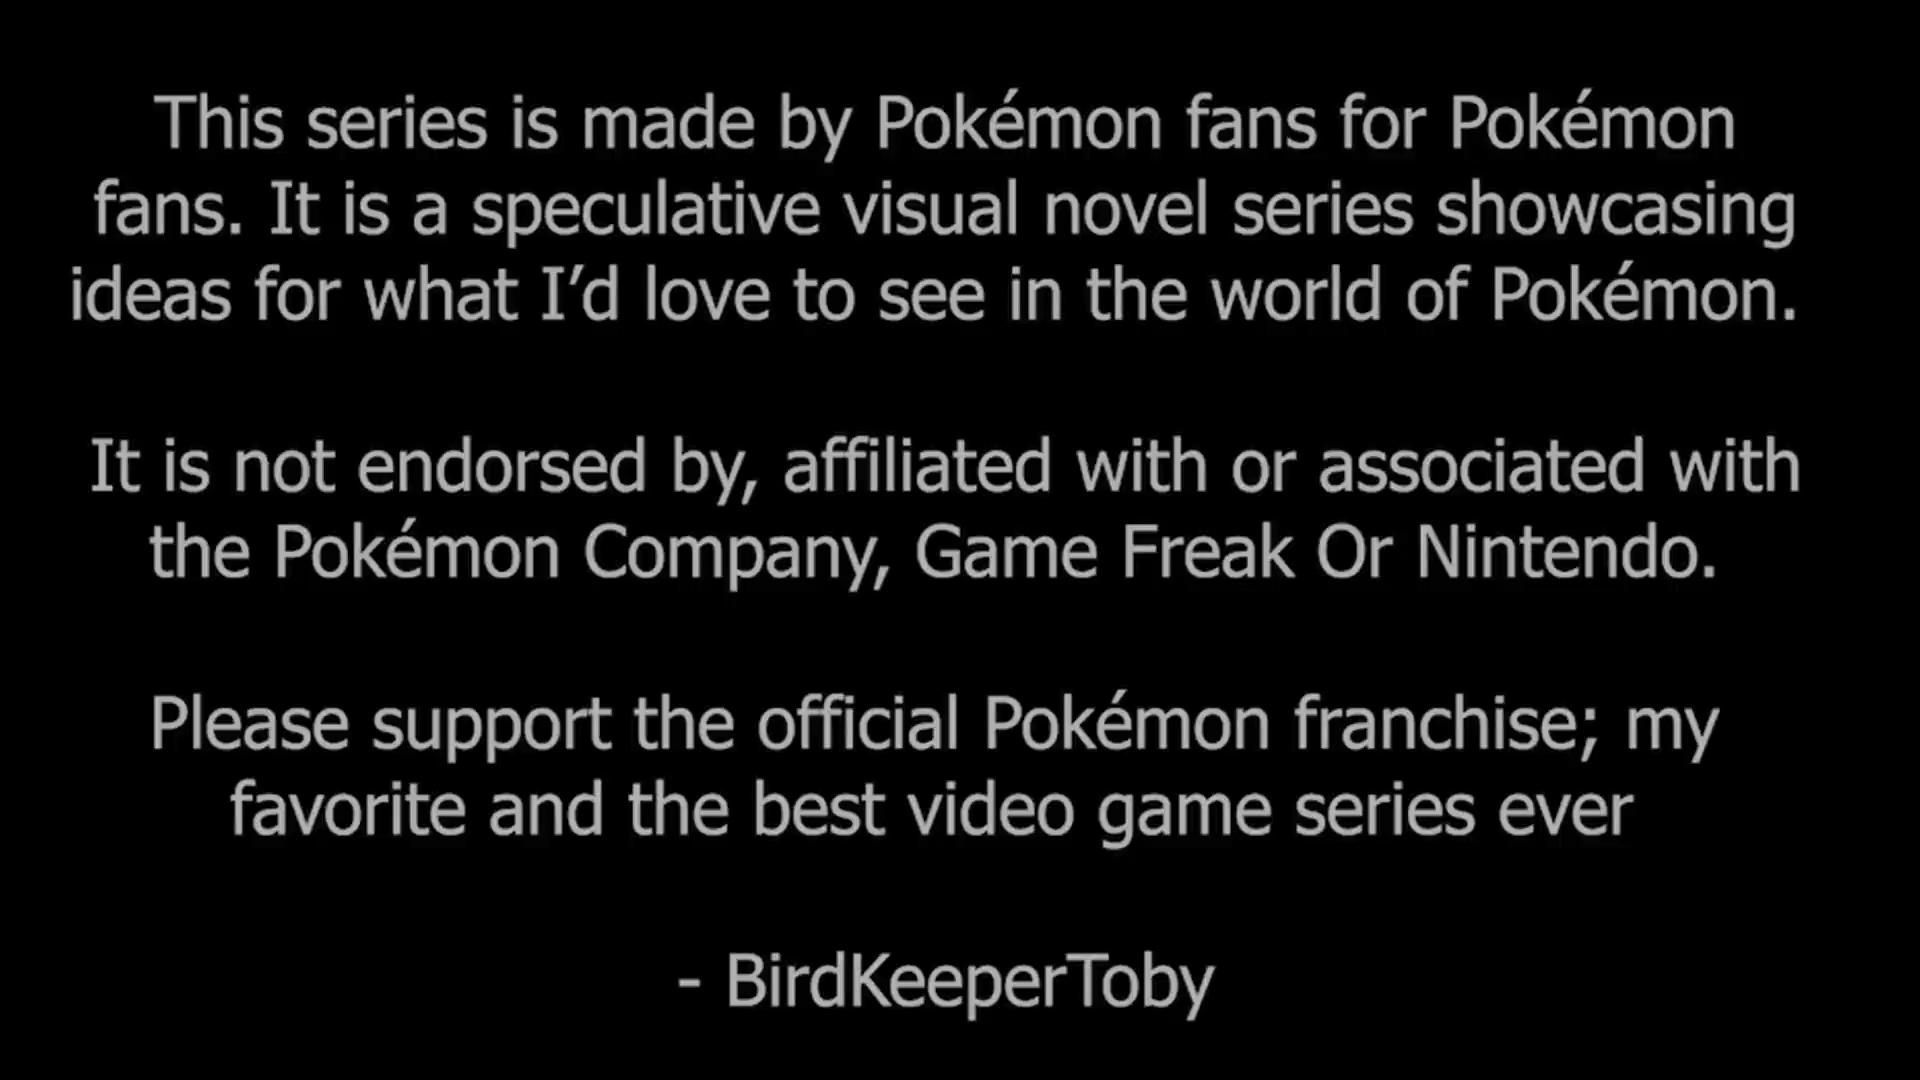 This series is made by Pokémon fans for Pokémon
fans. It is a speculative visual novel series showcasing
ideas for what I’d love to see in the world of Pokémon.
It is not endorsed by, affiliated with or associated with
the Pokémon Company, Game Freak Or Nintendo.
Please support the official Pokémon franchise; my
favorite and the best video game series ever
- BirdKeeperToby